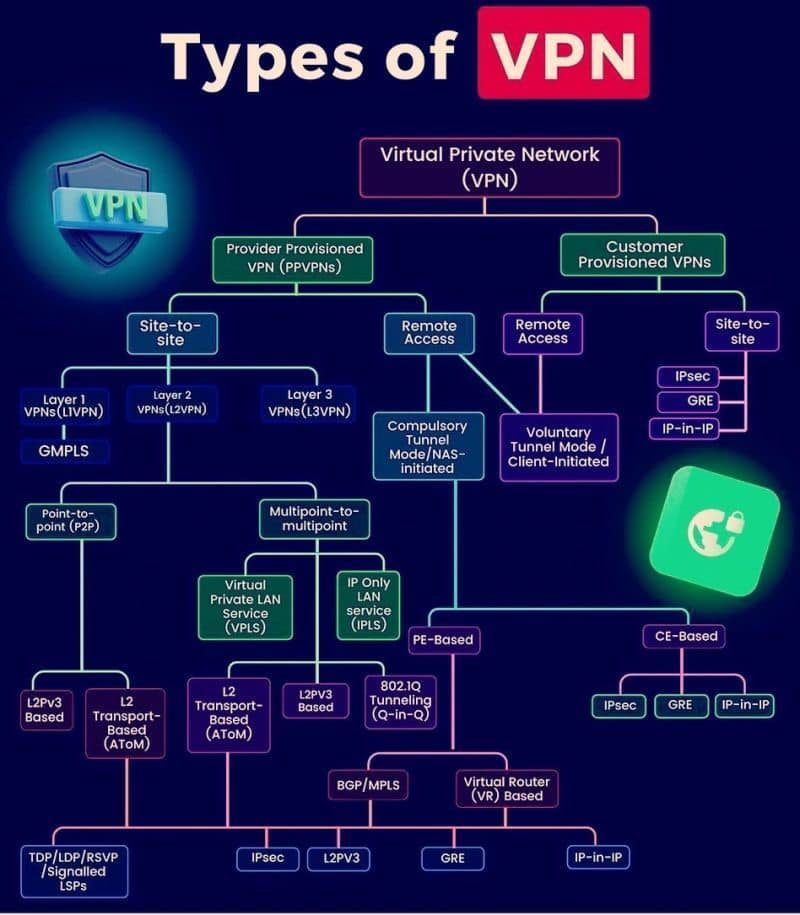 Types of VPN
VPN
Virtual Private Network
(VPN)
Provider Provisioned
VPN (PPVPNs)
Customer
Provisioned VPNs
Site-to-
site
Remote
Access
Remote
Access
Site-to-
site
IPsec
GRE
IP-in-IP
Layer 1
VPNs(L1VPN)
Layer 2
VPNs(L2VPN)
Layer 3
VPNs(L3VPN)
GMPLS
Compulsory
Tunnel
Mode/NAS-
initiated
Voluntary
Tunnel Mode /
Client-Initiated
Point-to-
point (P2P)
Multipoint-to-
multipoint
Virtual
Private LAN
Service
(VPLS)
IP Only
LAN
service
(IPLS)
PE-Based
CE-Based
L2Pv3
Based
L2
Transport-
Based
(AToM)
L2
Transport-
Based
(AToM)
L2PV3
Based
802.1Q
Tunneling
(Q-in-Q)
IPsec
GRE
IP-in-IP
BGP/MPLS
Virtual Router
(VR) Based
TDP/LDP/RSVP
/Signalled
LSPs
IPsec
L2PV3
GRE
IP-in-IP